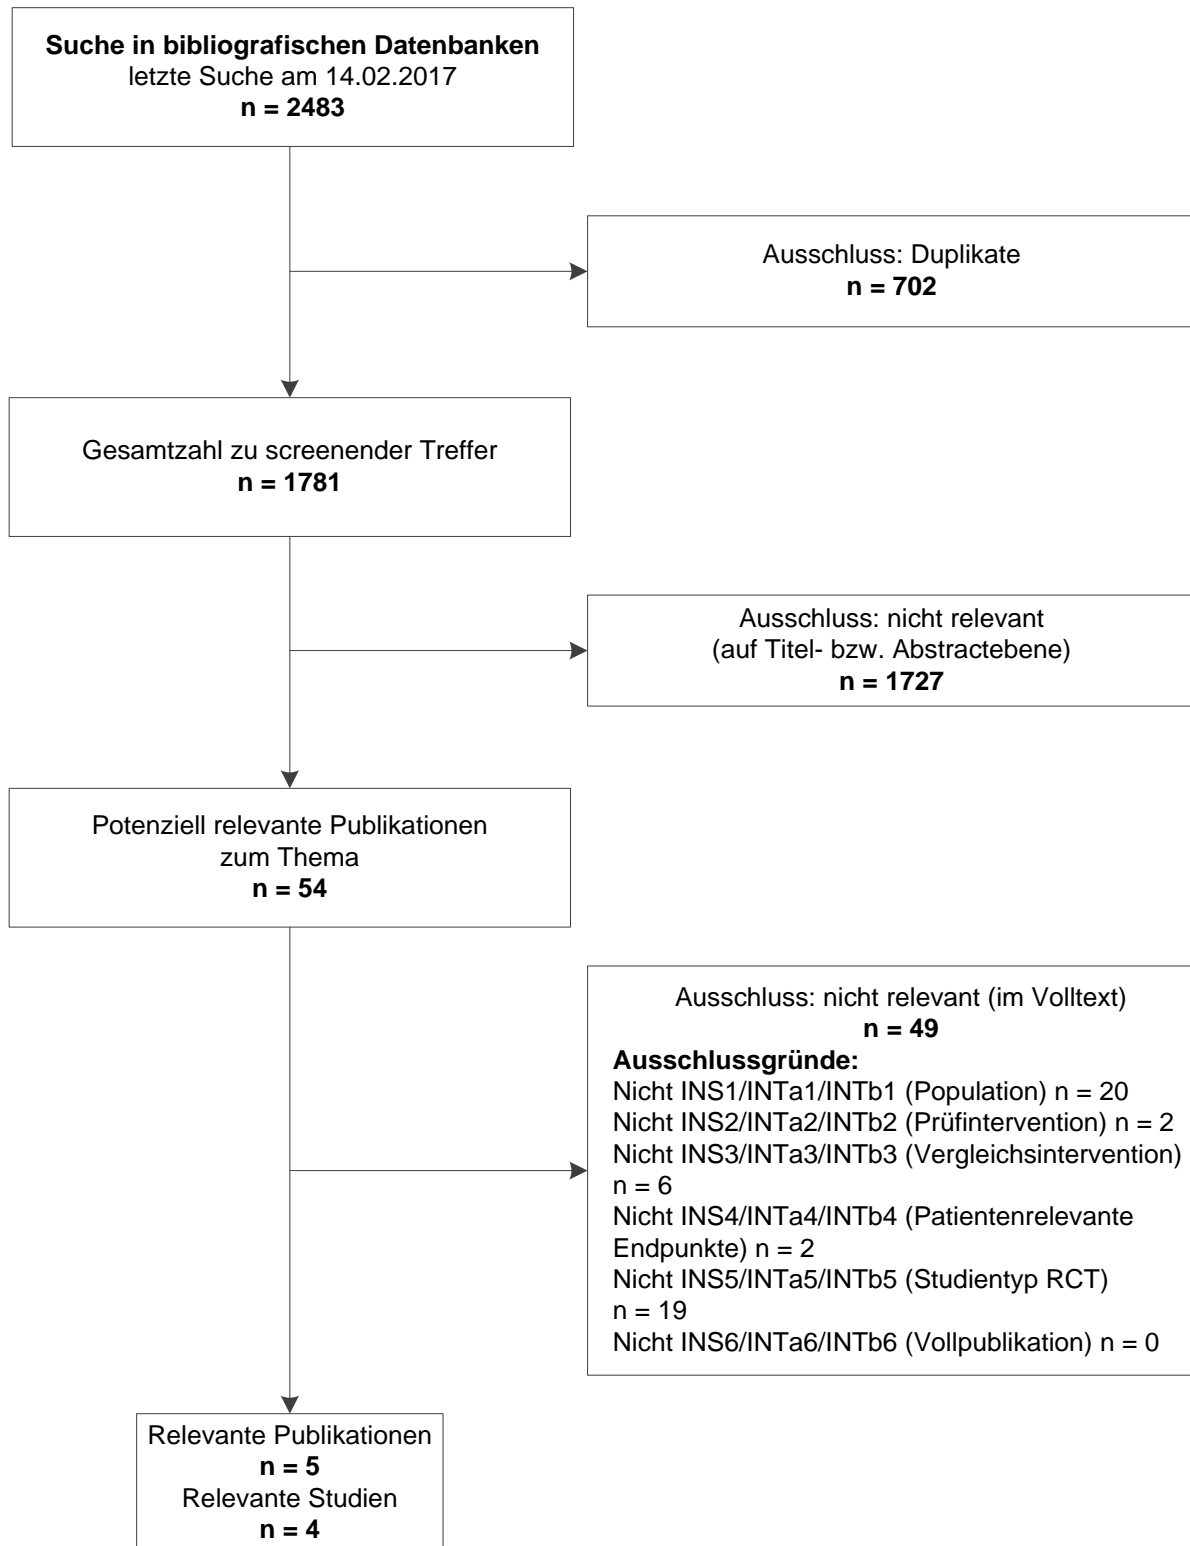 Suche in bibliografischen Datenbanken
letzte Suche am 14.02.2017
n = 2483
Ausschluss: Duplikate
n = 702
Gesamtzahl zu screenender Treffer
n = 1781
Ausschluss: nicht relevant
(auf Titel- bzw. Abstractebene)
n = 1727
Potenziell relevante Publikationen
zum Thema
n = 54
Ausschluss: nicht relevant (im Volltext)
n = 49
Ausschlussgründe:
Nicht INS1/INTa1/INTb1 (Population) n = 20
Nicht INS2/INTa2/INTb2 (Prüfintervention) n = 2
Nicht INS3/INTa3/INTb3 (Vergleichsintervention)
n = 6
Nicht INS4/INTa4/INTb4 (Patientenrelevante
Endpunkte) n = 2
Nicht INS5/INTa5/INTb5 (Studientyp RCT)
n = 19
Nicht INS6/INTa6/INTb6 (Vollpublikation) n = 0
Relevante Publikationen
n = 5
Relevante Studien
n = 4